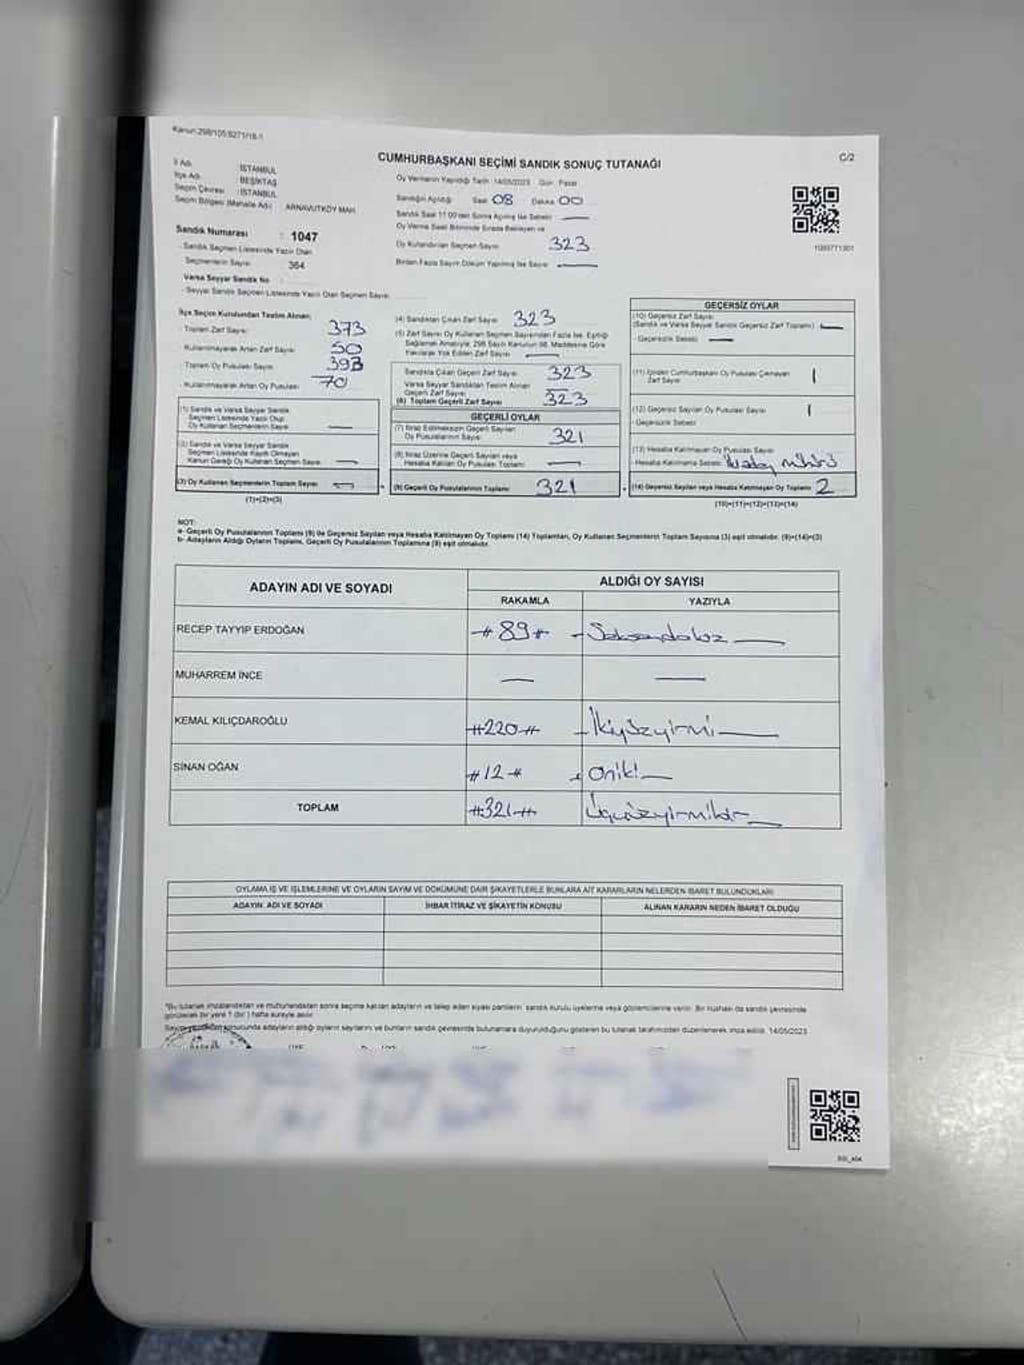 Kanun:298/105;6271/18-1
CUMHURBAŞKANI SEÇİMİ SANDIK SONUÇ TUTANAĞI
C/2
İl Adı : İSTANBUL
İlçe Adı : BEŞİKTAŞ
Seçim Çevresi : İSTANBUL
Seçim Bölgesi (Mahalle Adı) : ARNAVUTKÖY MAH.
Sandık Numarası : 1047
- Sandık Seçmen Listesinde Yazılı Olan
Seçmenlerin Sayısı : 364
Varsa Seyyar Sandık No :
- Seyyar Sandık Seçmen Listesinde Yazılı Olan Seçmen Sayısı
Oy Vermenin Yapıldığı Tarih: 14/05/2023 Gün: Pazar
Sandığın Açıldığı Saat 08 Dakika 00
Sandık Saat 17:00'den Sonra Açılmış İse Sebebi : —
Oy Verme Saati Bitiminde Sırada Bekleyen ve
Oy Kullandırılan Seçmen Sayısı 323
Birden Fazla Sayım Döküm Yapılmış İse Sayısı —
İlçe Seçim Kurulundan Teslim Alınan;
- Toplam Zarf Sayısı 373
- Kullanılmayarak Artan Zarf Sayısı 50
- Toplam Oy Pusulası Sayısı 393
- Kullanılmayarak Artan Oy Pusulası 70
(1) Sandık ve Varsa Seyyar Sandık
Seçmen Listesinde Yazılı Olup
Oy Kullanan Seçmenlerin Sayısı —
(2) Sandık ve Varsa Seyyar Sandık
Seçmen Listesinde Kayıtlı Olmayan
Kanun Gereği Oy Kullanan Seçmen Sayısı —
(3) Oy Kullanan Seçmenlerin Toplam Sayısı —
(1)+(2)=(3)
(4) Sandıktan Çıkan Zarf Sayısı 323
(5) Zarf Sayısı Oy Kullanan Seçmen Sayısından Fazla İse, Eşitliği
Sağlamak Amacıyla, 298 Sayılı Kanunun 98. Maddesine Göre
Yakılarak Yok Edilen Zarf Sayısı —
Sandıkta Çıkan Geçerli Zarf Sayısı 323
Varsa Seyyar Sandıktan Teslim Alınan
Geçerli Zarf Sayısı —
(6) Toplam Geçerli Zarf Sayısı 323
GEÇERLİ OYLAR
(7) İtiraz Edilmeksizin Geçerli Sayılan
Oy Pusulalarının Sayısı 321
(8) İtiraz Üzerine Geçerli Sayılan veya
Hesaba Katılan Oy Pusulası Toplamı —
(9) Geçerli Oy Pusulalarının Toplamı 321
GEÇERSİZ OYLAR
(10) Geçersiz Zarf Sayısı
(Sandık ve Varsa Seyyar Sandık Geçersiz Zarf Toplamı) —
- Geçersizlik Sebebi —
(11) İçinden Cumhurbaşkanı Oy Pusulası Çıkmayan
Zarf Sayısı 1
(12) Geçersiz Sayılan Oy Pusulası Sayısı 1
- Geçersizlik Sebebi
(13) Hesaba Katılmayan Oy Pusulası Sayısı
- Hesaba Katılmama Sebebi mührü
(14) Geçersiz Sayılan veya Hesaba Katılmayan Oy Toplamı 2
(10)+(11)+(12)+(13)=(14)
NOT:
a- Geçerli Oy Pusulalarının Toplamı (9) ile Geçersiz Sayılan veya Hesaba Katılmayan Oy Toplamı (14) Toplamları, Oy Kullanan Seçmenlerin Toplam Sayısına (3) eşit olmalıdır. (9)+(14)=(3)
b- Adayların Aldığı Oyların Toplamı, Geçerli Oy Pusulalarının Toplamına (9) eşit olmalıdır.
ADAYIN ADI VE SOYADI
ALDIĞI OY SAYISI
RAKAMLA YAZIYLA
RECEP TAYYİP ERDOĞAN #89# Seksendokuz
MUHARREM İNCE — —
KEMAL KILIÇDAROĞLU #220# İkiyüzyirmi
SİNAN OĞAN #12# Oniki
TOPLAM #321# Üçyüzyirmibir
OYLAMA İŞ VE İŞLEMLERİNE VE OYLARIN SAYIM VE DÖKÜMÜNE DAİR ŞİKAYETLERLE BUNLARA AİT KARARLARIN NELERDEN İBARET BULUNDUKLARI
ADAYIN ADI VE SOYADI
İHBAR İTİRAZ VE ŞİKAYETİN KONUSU
ALINAN KARARIN NEDEN İBARET OLDUĞU
*Bu tutanak imzalandıktan ve mühürlendikten sonra seçime katılan adayların ve talep eden siyasi partilerin sandık kurulu üyelerine veya gözlemcilerine verilir. Bir nüshası da sandık çevresinde
görülecek bir yere 1 (bir) hafta süreyle asılır.
sonucunda adayların aldığı oyların sayılarını ve bunların sandık çevresinde bulunanlara duyurulduğunu gösteren bu tutanak tarafımızdan düzenlenerek imza edildi. 14/05/2023
BAŞKAN